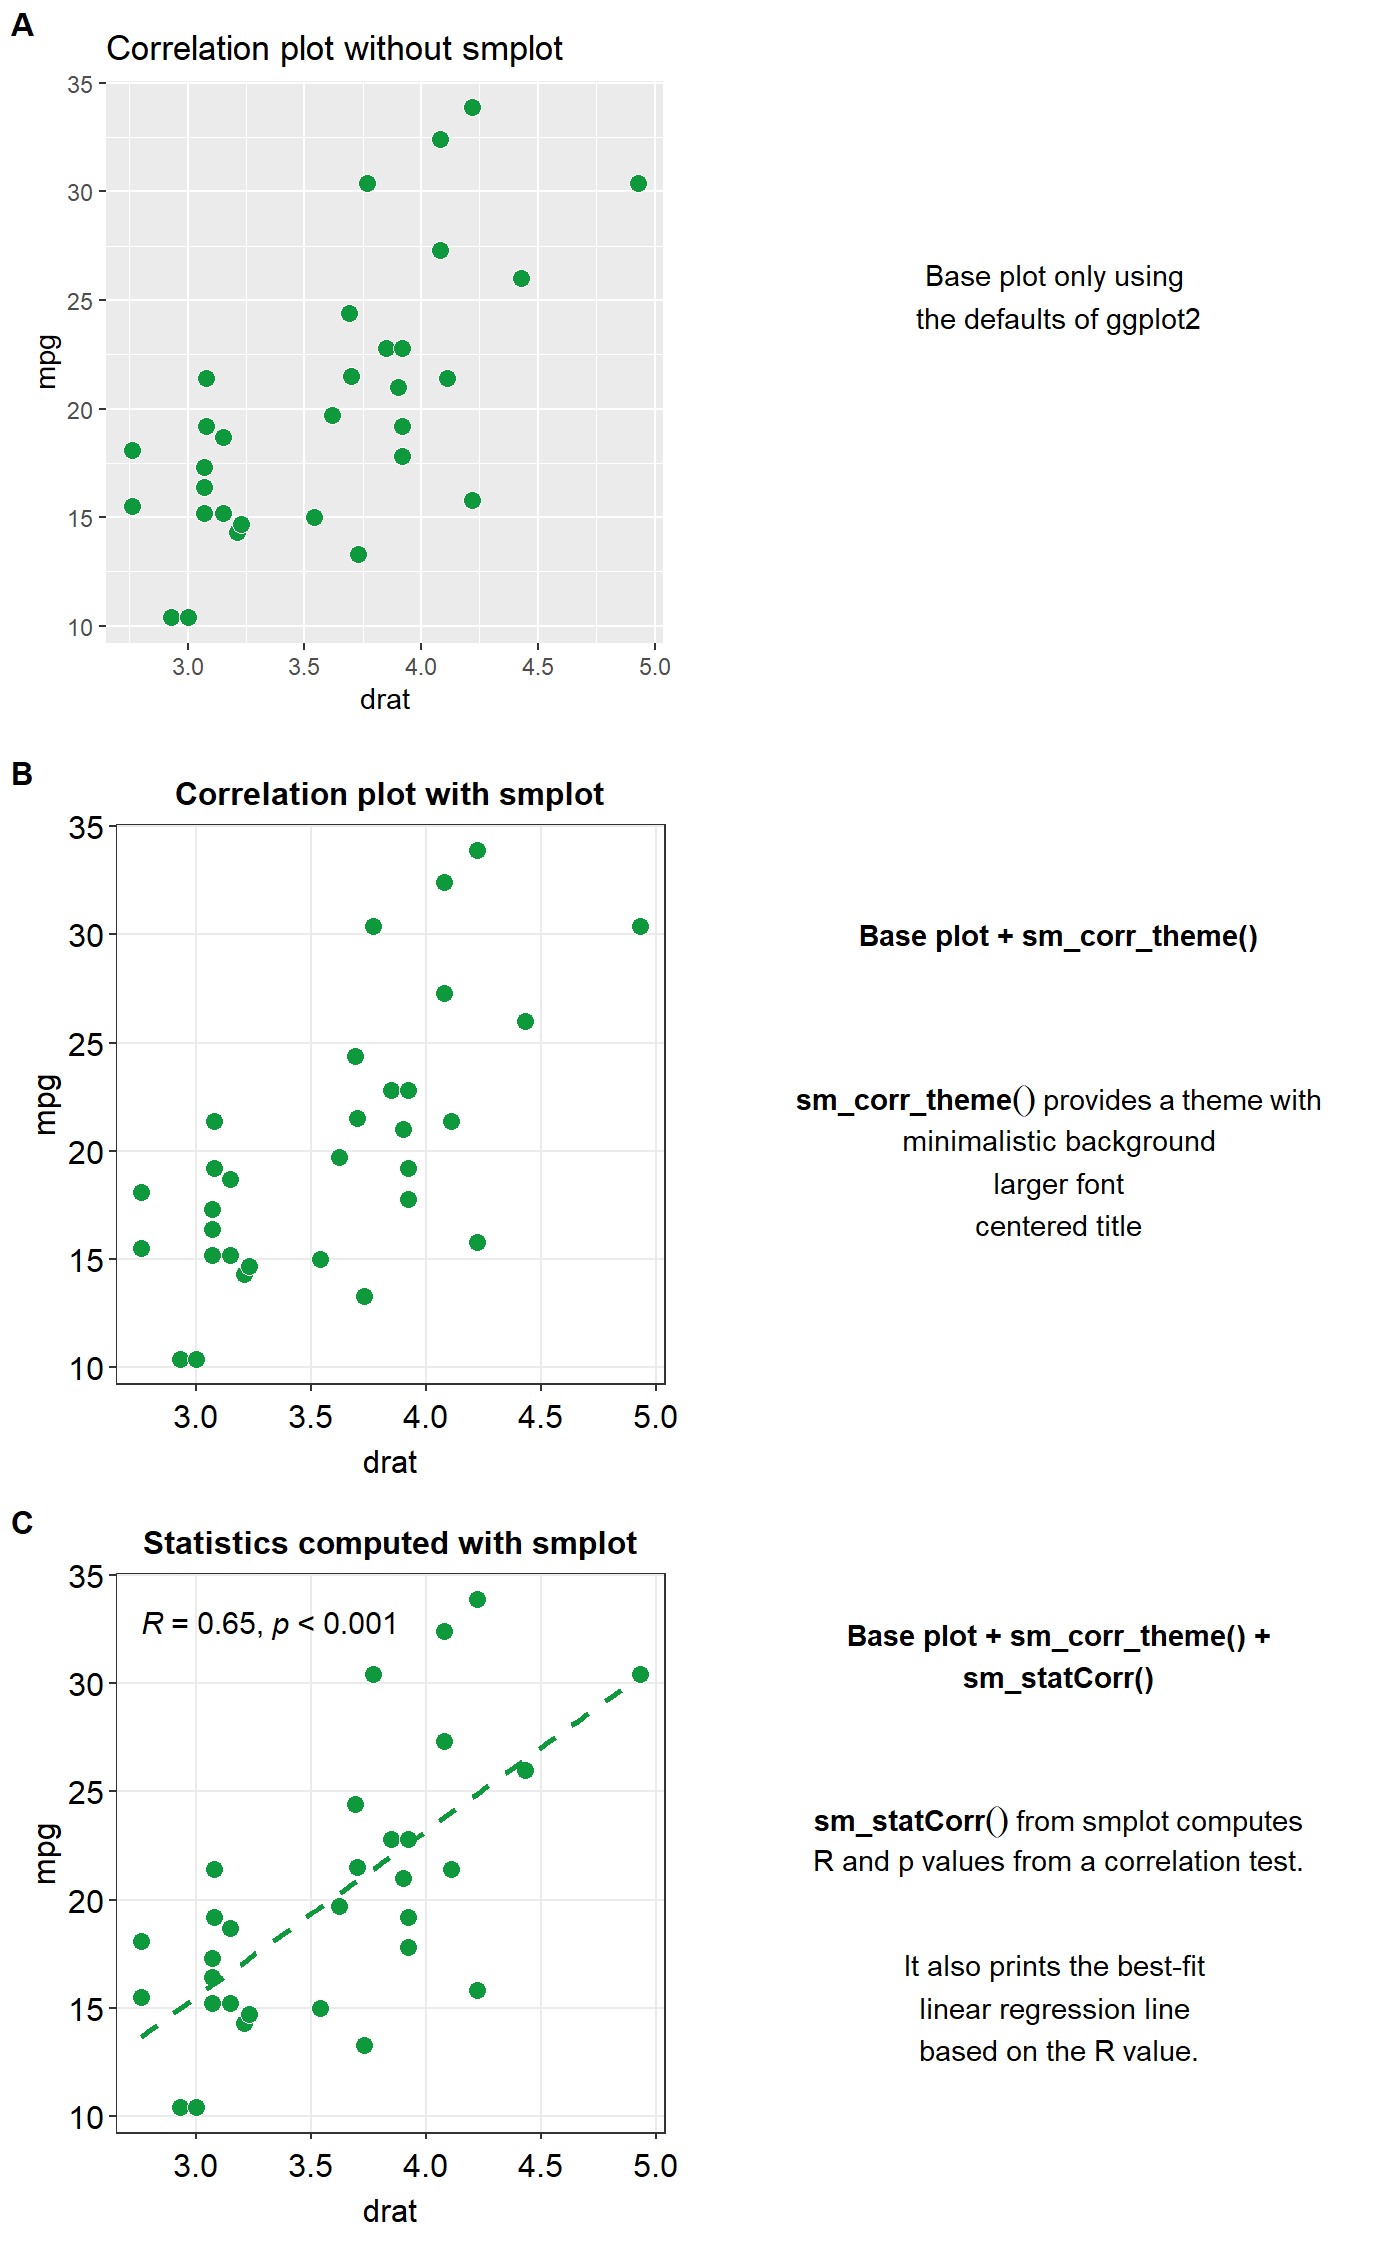 A
Correlation plot without smplot
35
30
25
20
15
10
mpg
3.0 3.5 4.0 4.5 5.0
drat
Base plot only using
the defaults of ggplot2
B
Correlation plot with smplot
35
30
25
20
15
10
mpg
3.0 3.5 4.0 4.5 5.0
drat
Base plot + sm_corr_theme()
sm_corr_theme() provides a theme with
minimalistic background
larger font
centered title
C
Statistics computed with smplot
R = 0.65, p < 0.001
35
30
25
20
15
10
mpg
3.0 3.5 4.0 4.5 5.0
drat
Base plot + sm_corr_theme() +
sm_statCorr()
sm_statCorr() from smplot computes
R and p values from a correlation test.
It also prints the best-fit
linear regression line
based on the R value.